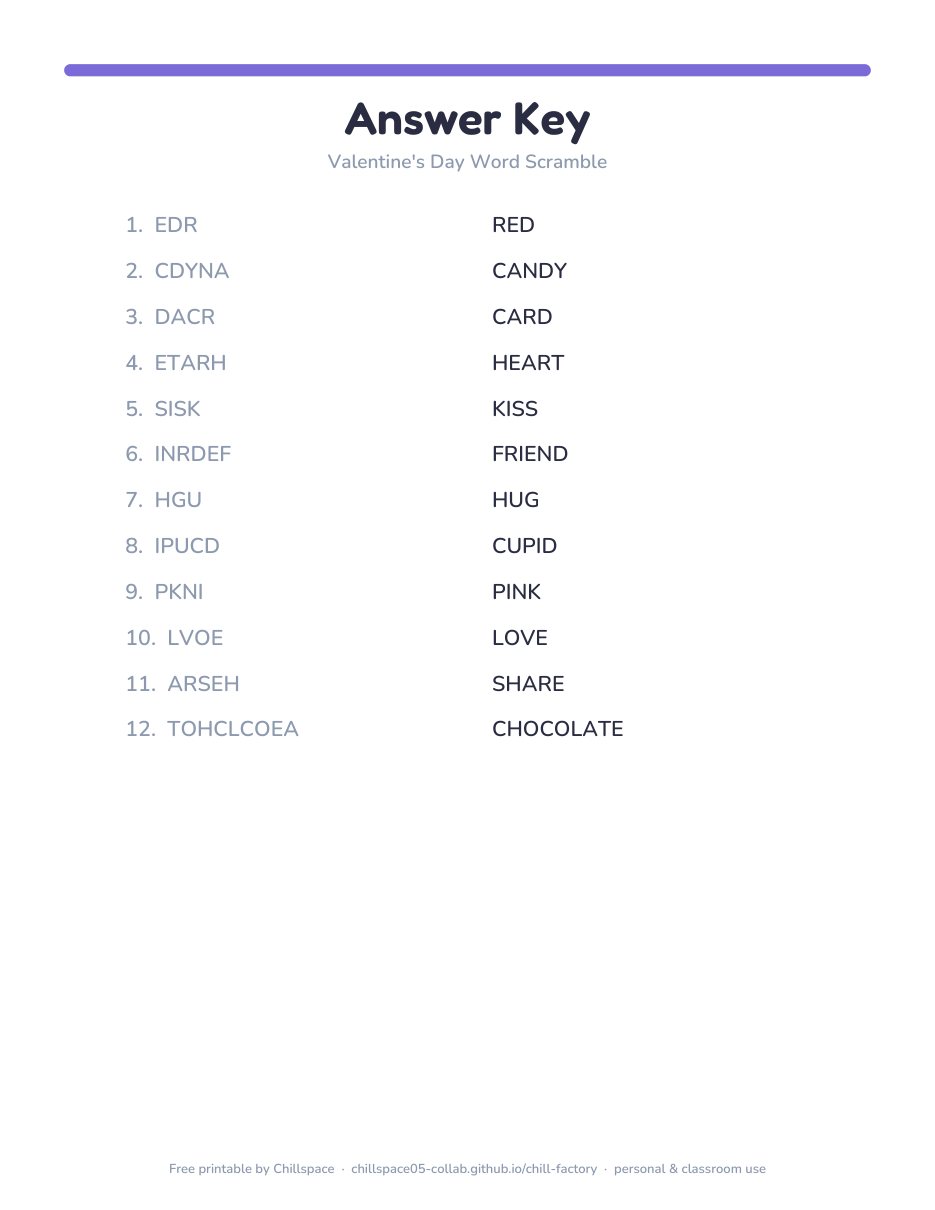 Answer Key
Valentine's Day Word Scramble
1. EDR RED
2. CDYNA CANDY
3. DACR CARD
4. ETARH HEART
5. SISK KISS
6. INRDEF FRIEND
7. HGU HUG
8. IPUCD CUPID
9. PKNI PINK
10. LVOE LOVE
11. ARSEH SHARE
12. TOHCLCOEA CHOCOLATE
Free printable by Chillspace · chillspace05-collab.github.io/chill-factory · personal & classroom use